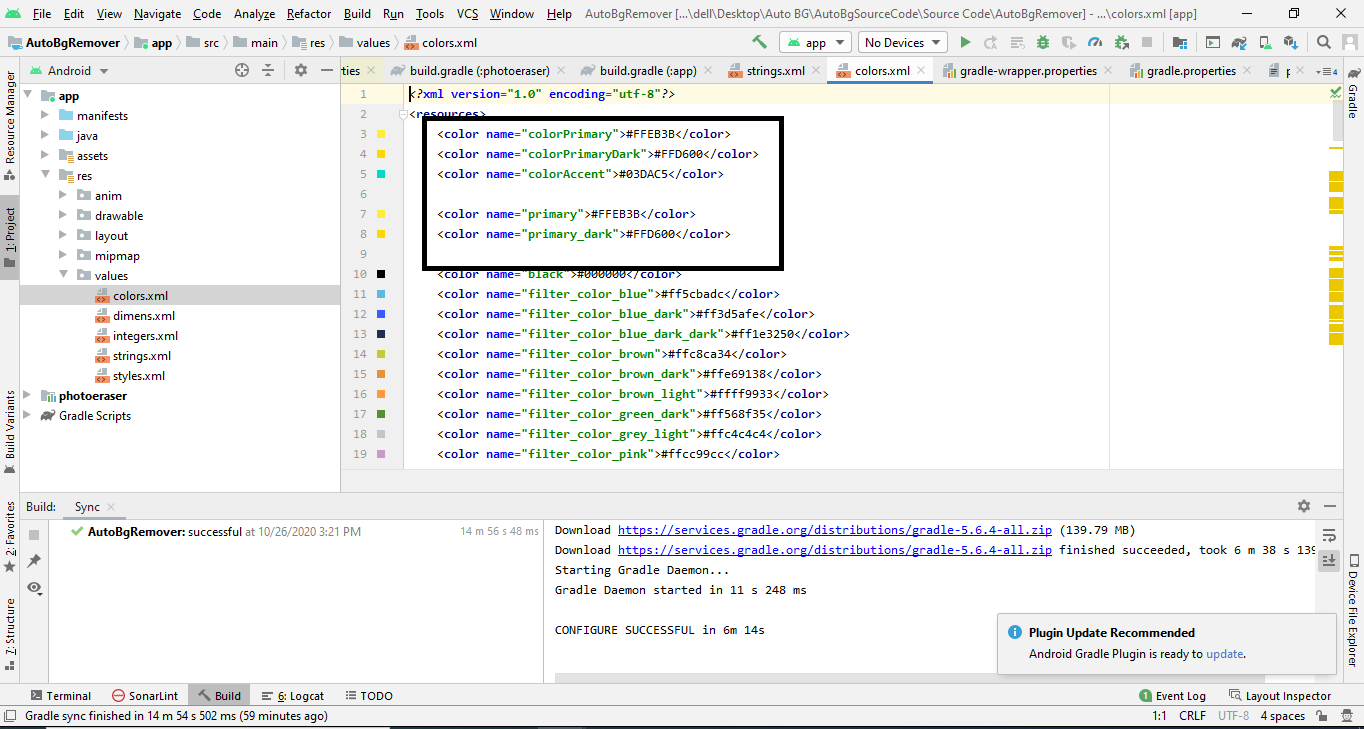 File Edit View Navigate Code Analyze Refactor Build Run Tools VCS Window Help AutoBgRemover [...\dell\Desktop\Auto BG\AutoBgSourceCode\Source Code\AutoBgRemover] - ...\colors.xml [app]
AutoBgRemover app src main res values colors.xml app No Devices
Android ties build.gradle (:photoeraser) build.gradle (:app) strings.xml colors.xml gradle-wrapper.properties gradle.properties p 4
Resource Manager
1: Project
Build Variants
2: Favorites
7: Structure
app
manifests
java
assets
res
anim
drawable
layout
mipmap
values
colors.xml
dimens.xml
integers.xml
strings.xml
styles.xml
photoeraser
Gradle Scripts
1 <?xml version="1.0" encoding="utf-8"?>
2 <resources>
3 <color name="colorPrimary">#FFEB3B</color>
4 <color name="colorPrimaryDark">#FFD600</color>
5 <color name="colorAccent">#03DAC5</color>
6
7 <color name="primary">#FFEB3B</color>
8 <color name="primary_dark">#FFD600</color>
9
10 <color name="black">#000000</color>
11 <color name="filter_color_blue">#ff5cbadc</color>
12 <color name="filter_color_blue_dark">#ff3d5afe</color>
13 <color name="filter_color_blue_dark_dark">#ff1e3250</color>
14 <color name="filter_color_brown">#ffc8ca34</color>
15 <color name="filter_color_brown_dark">#ffe69138</color>
16 <color name="filter_color_brown_light">#ffff9933</color>
17 <color name="filter_color_green_dark">#ff568f35</color>
18 <color name="filter_color_grey_light">#ffc4c4c4</color>
19 <color name="filter_color_pink">#ffcc99cc</color>
Gradle
Device File Explorer
Build: Sync
AutoBgRemover: successful at 10/26/2020 3:21 PM 14 m 56 s 48 ms
Download https://services.gradle.org/distributions/gradle-5.6.4-all.zip (139.79 MB)
Download https://services.gradle.org/distributions/gradle-5.6.4-all.zip finished succeeded, took 6 m 38 s 139
Starting Gradle Daemon...
Gradle Daemon started in 11 s 248 ms
CONFIGURE SUCCESSFUL in 6m 14s
Plugin Update Recommended
Android Gradle Plugin is ready to update.
Terminal SonarLint Build 6: Logcat TODO 1 Event Log Layout Inspector
Gradle sync finished in 14 m 54 s 502 ms (59 minutes ago) 1:1 CRLF UTF-8 4 spaces